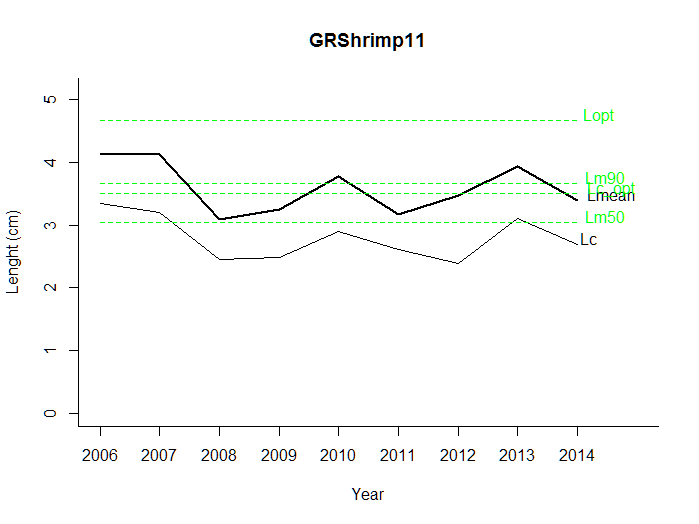 GRShrimp11
Lenght (cm)
5
4
3
2
1
0
Lopt
Lm90
Lc_opt
Lmean
Lm50
Lc
2006 2007 2008 2009 2010 2011 2012 2013 2014
Year